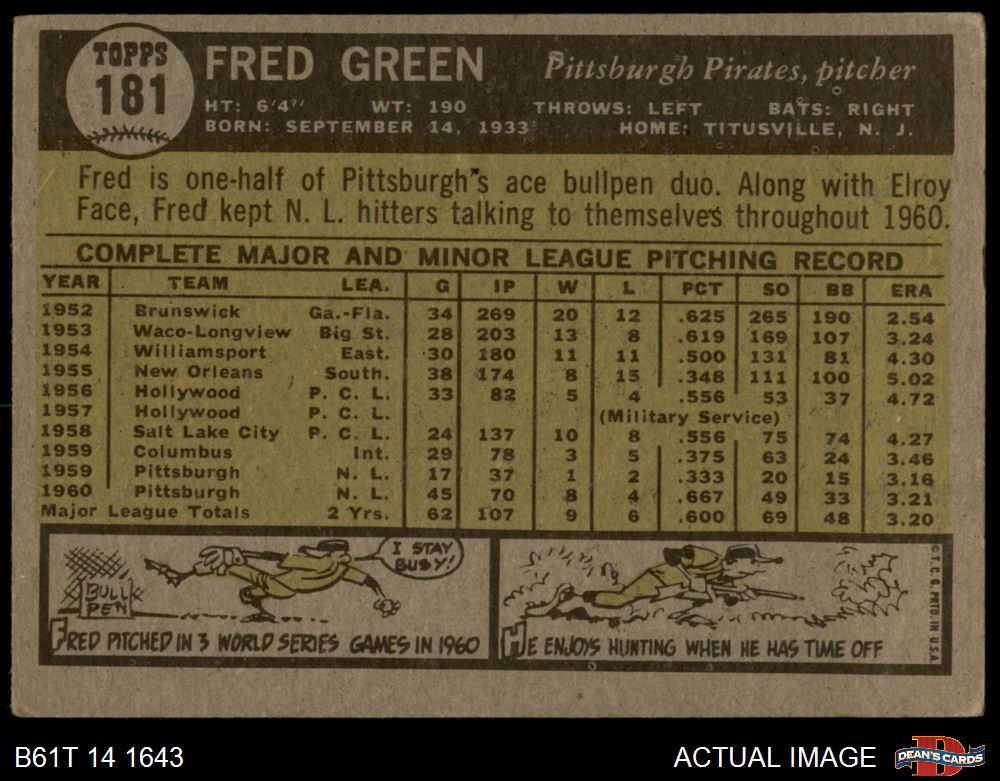 TOPPS
181
FRED GREEN Pittsburgh Pirates, pitcher
HT: 6'4" WT: 190 THROWS: LEFT BATS: RIGHT
BORN: SEPTEMBER 14, 1933 HOME: TITUSVILLE, N. J.
Fred is one-half of Pittsburgh's ace bullpen duo. Along with Elroy
Face, Fred kept N. L. hitters talking to themselves throughout 1960.
COMPLETE MAJOR AND MINOR LEAGUE PITCHING RECORD
YEAR TEAM LEA. G IP W L PCT SO BB ERA
1952 Brunswick Ga.-Fla. 34 269 20 12 .625 265 190 2.54
1953 Waco-Longview Big St. 28 203 13 8 .619 169 107 3.24
1954 Williamsport East. 30 180 11 11 .500 131 81 4.30
1955 New Orleans South. 38 174 8 15 .348 111 100 5.02
1956 Hollywood P. C. L. 33 82 5 4 .556 53 37 4.72
1957 Hollywood P. C. L. (Military Service)
1958 Salt Lake City P. C. L. 24 137 10 8 .556 75 74 4.27
1959 Columbus Int. 29 78 3 5 .375 63 24 3.46
1959 Pittsburgh N. L. 17 37 1 2 .333 20 15 3.16
1960 Pittsburgh N. L. 45 70 8 4 .667 49 33 3.21
Major League Totals 2 Yrs. 62 107 9 6 .600 69 48 3.20
I STAY
BUSY!
BULL
PEN
FRED PITCHED IN 3 WORLD SERIES GAMES IN 1960
HE ENJOYS HUNTING WHEN HE HAS TIME OFF
© T. C. G. PRTD. IN U.S.A.
B61T 14 1643 ACTUAL IMAGE
D
DEAN'S CARDS